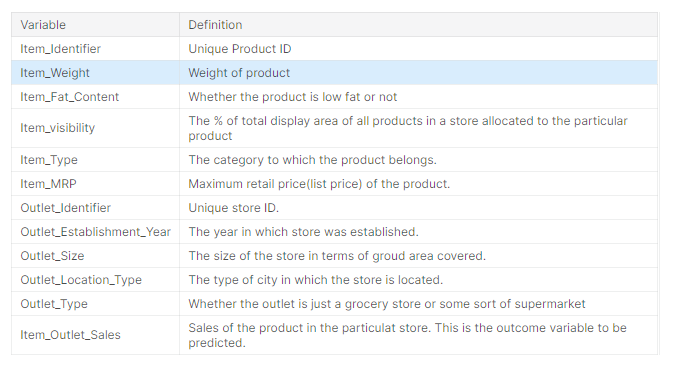 Variable Definition
Item_Identifier Unique Product ID
Item_Weight Weight of product
Item_Fat_Content Whether the product is low fat or not
Item_visibility The % of total display area of all products in a store allocated to the particular
product
Item_Type The category to which the product belongs.
Item_MRP Maximum retail price(list price) of the product.
Outlet_Identifier Unique store ID.
Outlet_Establishment_Year The year in which store was established.
Outlet_Size The size of the store in terms of groud area covered.
Outlet_Location_Type The type of city in which the store is located.
Outlet_Type Whether the outlet is just a grocery store or some sort of supermarket
Item_Outlet_Sales Sales of the product in the particulat store. This is the outcome variable to be
predicted.